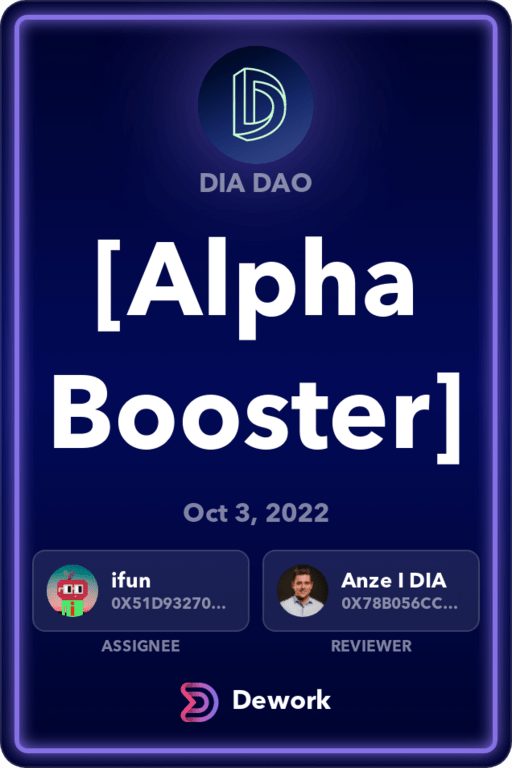 DIA DAO
[Alpha
Booster]
Oct 3, 2022
ifun
0X51D93270...
ASSIGNEE
Anze I DIA
0X78B056CC...
REVIEWER
Dework